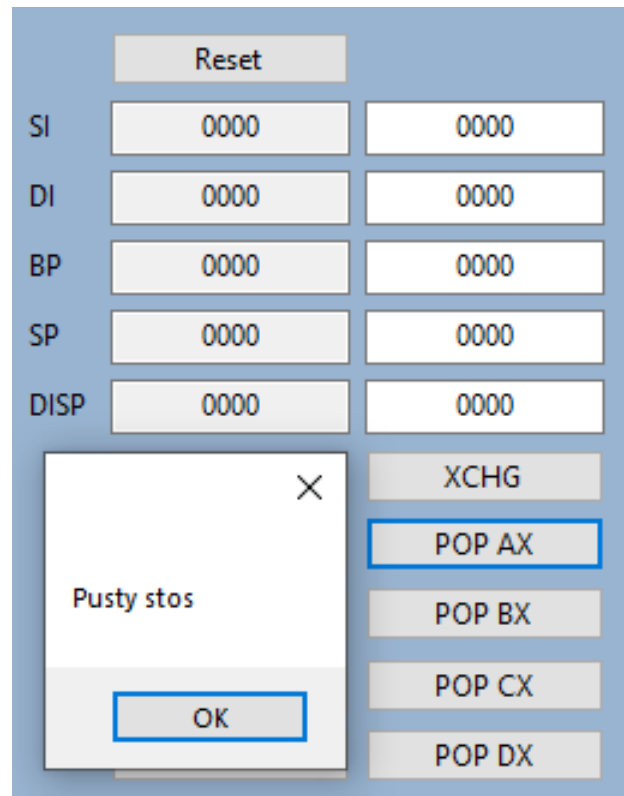 Reset
SI 0000 0000
DI 0000 0000
BP 0000 0000
SP 0000 0000
DISP 0000 0000
XCHG
POP AX
Pusty stos
POP BX
POP CX
OK
POP DX